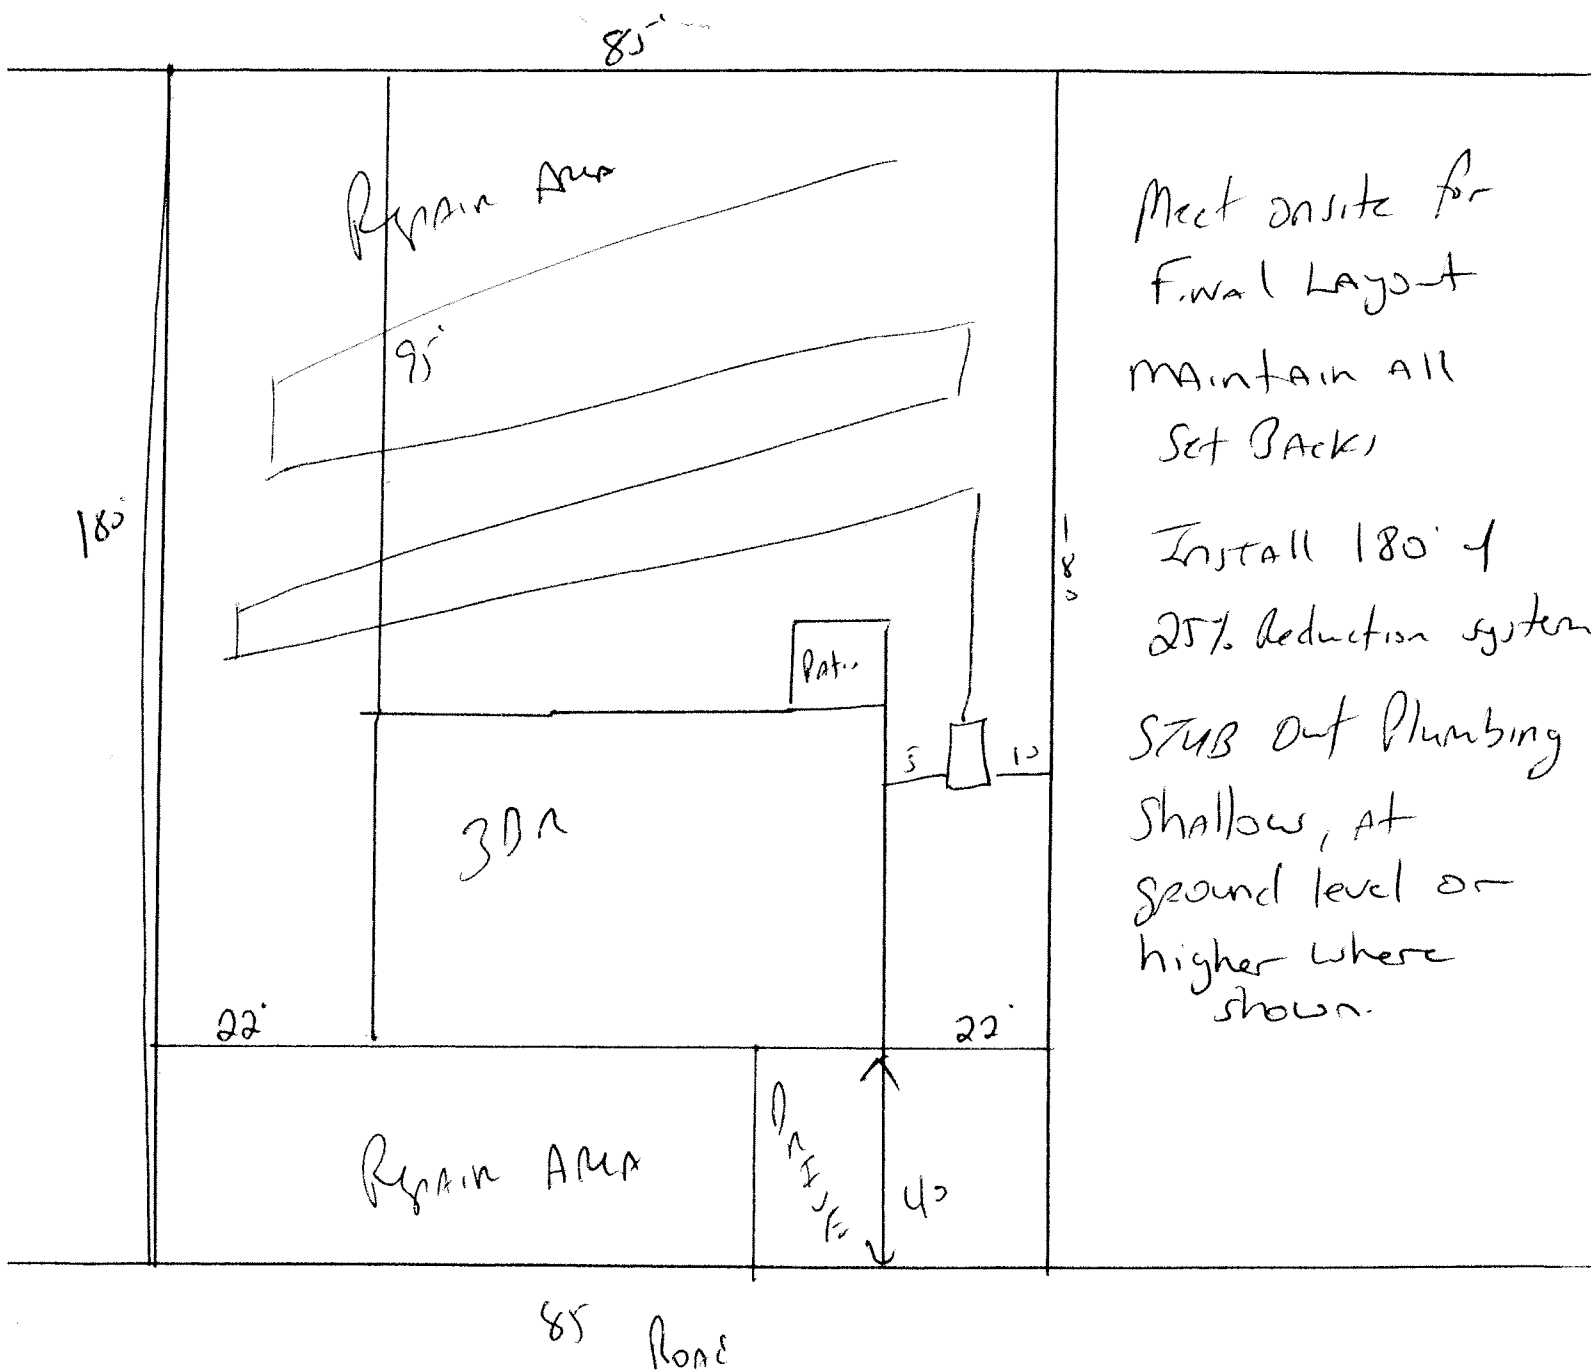 85'
Repair Area
95'
180'
180
Meet onsite for
Final Layout
Maintain All
Set Backs
Install 180' of
25% Reduction system
STUB Out Plumbing
Shallow, At
ground level or
higher where
shown.
Patio
5
10
3BR
22'
22'
Repair Area
DRIVE
40
85
Road